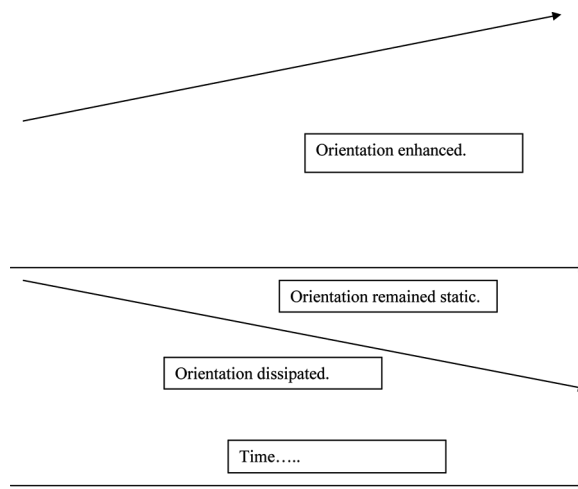 Orientation enhanced.
Orientation remained static.
Orientation dissipated.
Time…..